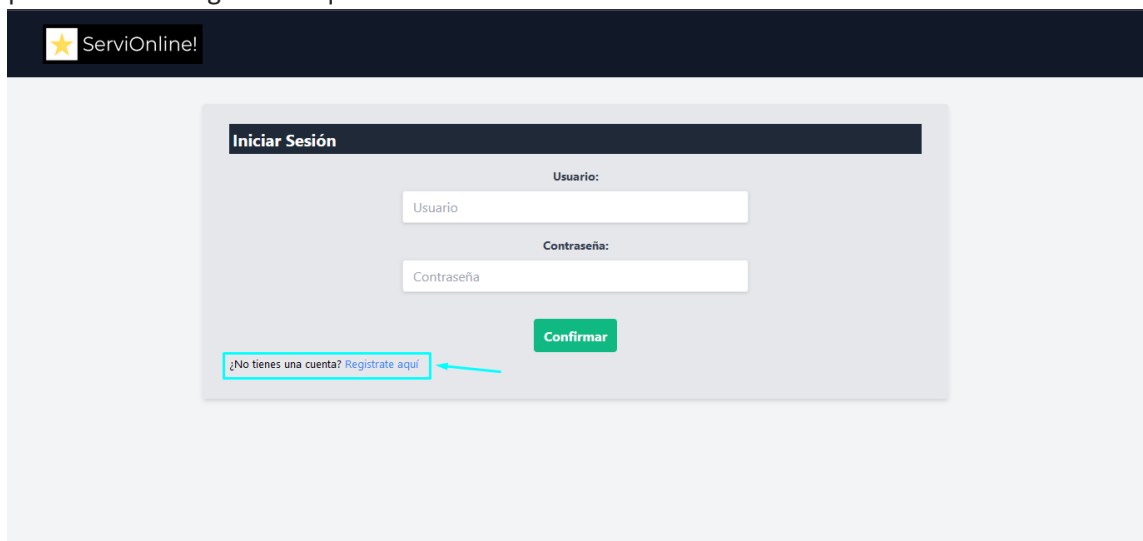 ServiOnline!
Iniciar Sesión
Usuario:
Usuario
Contraseña:
Contraseña
Confirmar
¿No tienes una cuenta? Registrate aquí